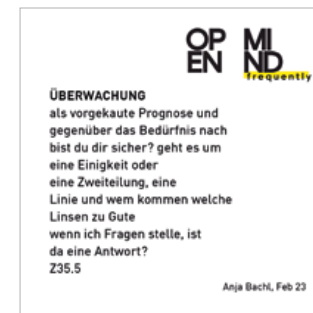 OP MI
EN ND
frequently
ÜBERWACHUNG
als vorgekaute Prognose und
gegenüber das Bedürfnis nach
bist du dir sicher? geht es um
eine Einigkeit oder
eine Zweiteilung, eine
Linie und wem kommen welche
Linsen zu Gute
wenn ich Fragen stelle, ist
da eine Antwort?
Z35.5
Anja Bachl, Feb 23